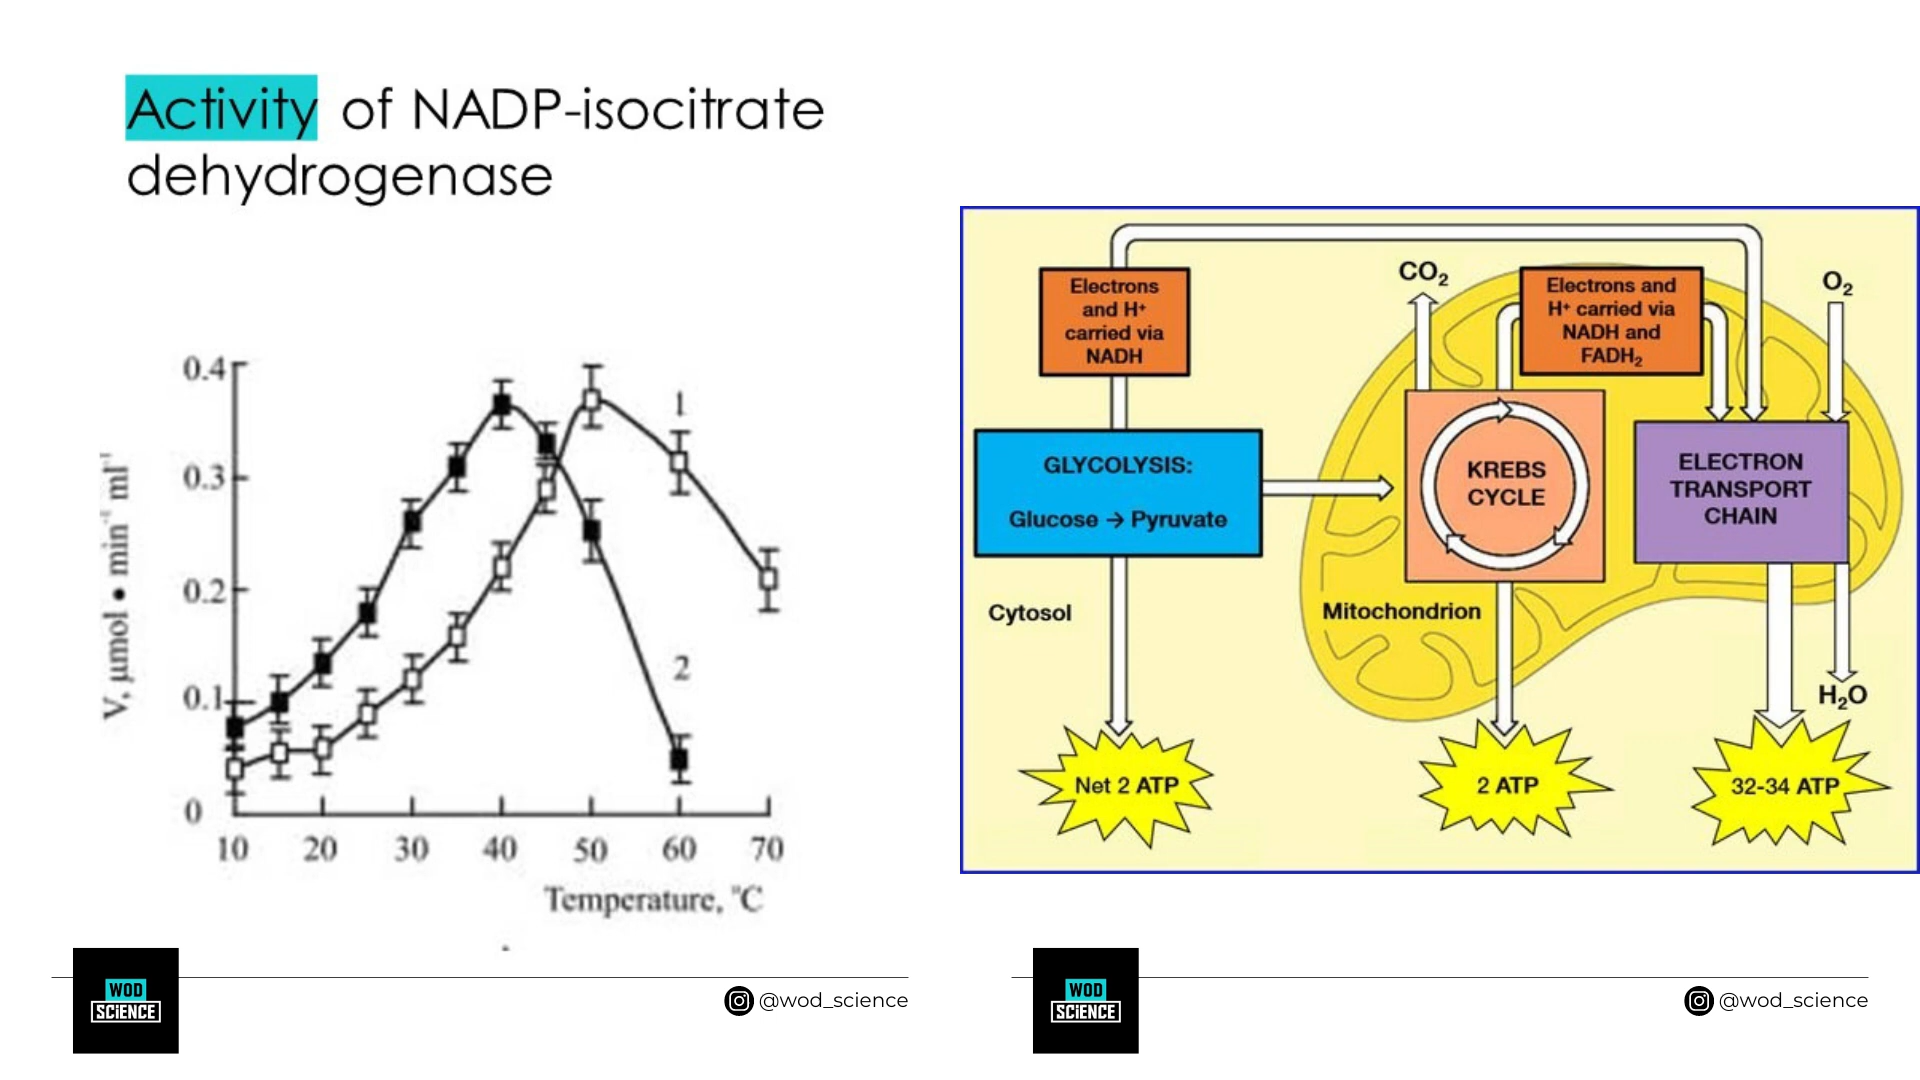 Activity of NADP-isocitrate
dehydrogenase
V, µmol • min⁻¹ ml⁻¹
0.4
0.3
0.2
0.1
0
10 20 30 40 50 60 70
Temperature, °C
1
2
WOD
SCiENCE
@wod_science
Electrons
and H⁺
carried via
NADH
CO₂
Electrons and
H⁺ carried via
NADH and
FADH₂
O₂
GLYCOLYSIS:
Glucose → Pyruvate
KREBS
CYCLE
ELECTRON
TRANSPORT
CHAIN
Cytosol
Mitochondrion
H₂O
Net 2 ATP
2 ATP
32-34 ATP
WOD
SCiENCE
@wod_science